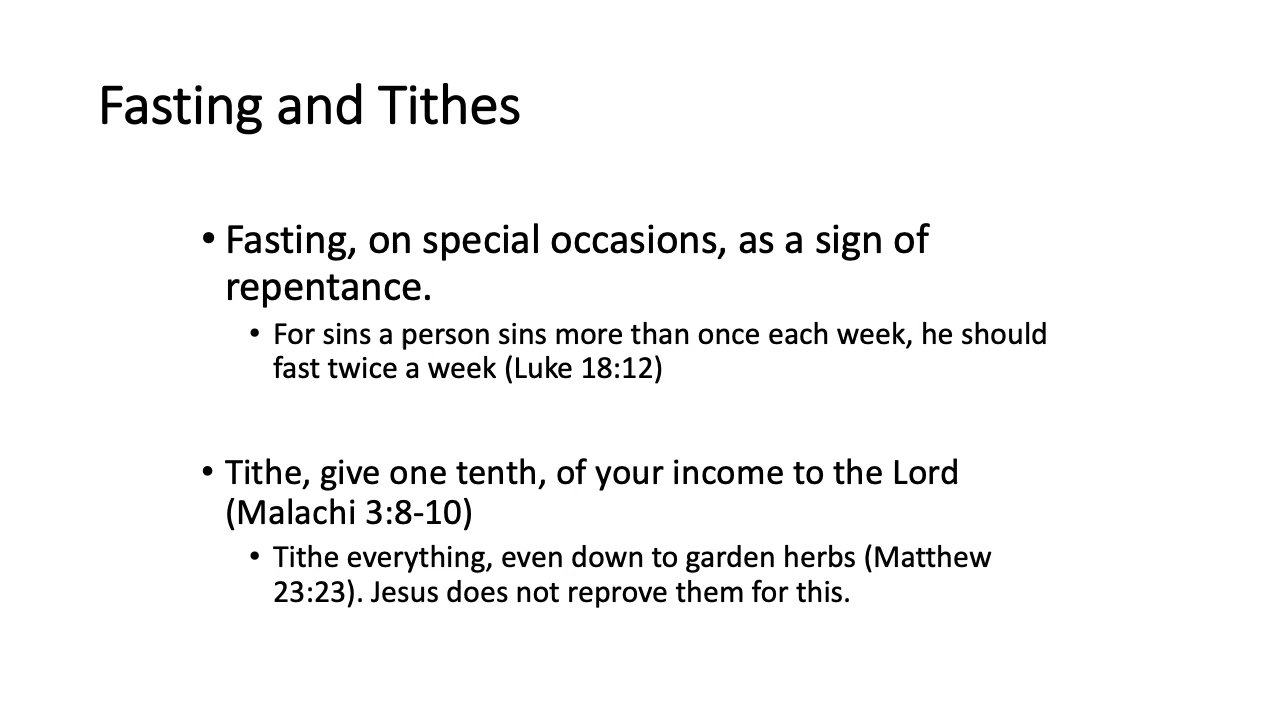 Fasting and Tithes
• Fasting, on special occasions, as a sign of
repentance.
• For sins a person sins more than once each week, he should
fast twice a week (Luke 18:12)
• Tithe, give one tenth, of your income to the Lord
(Malachi 3:8-10)
• Tithe everything, even down to garden herbs (Matthew
23:23). Jesus does not reprove them for this.